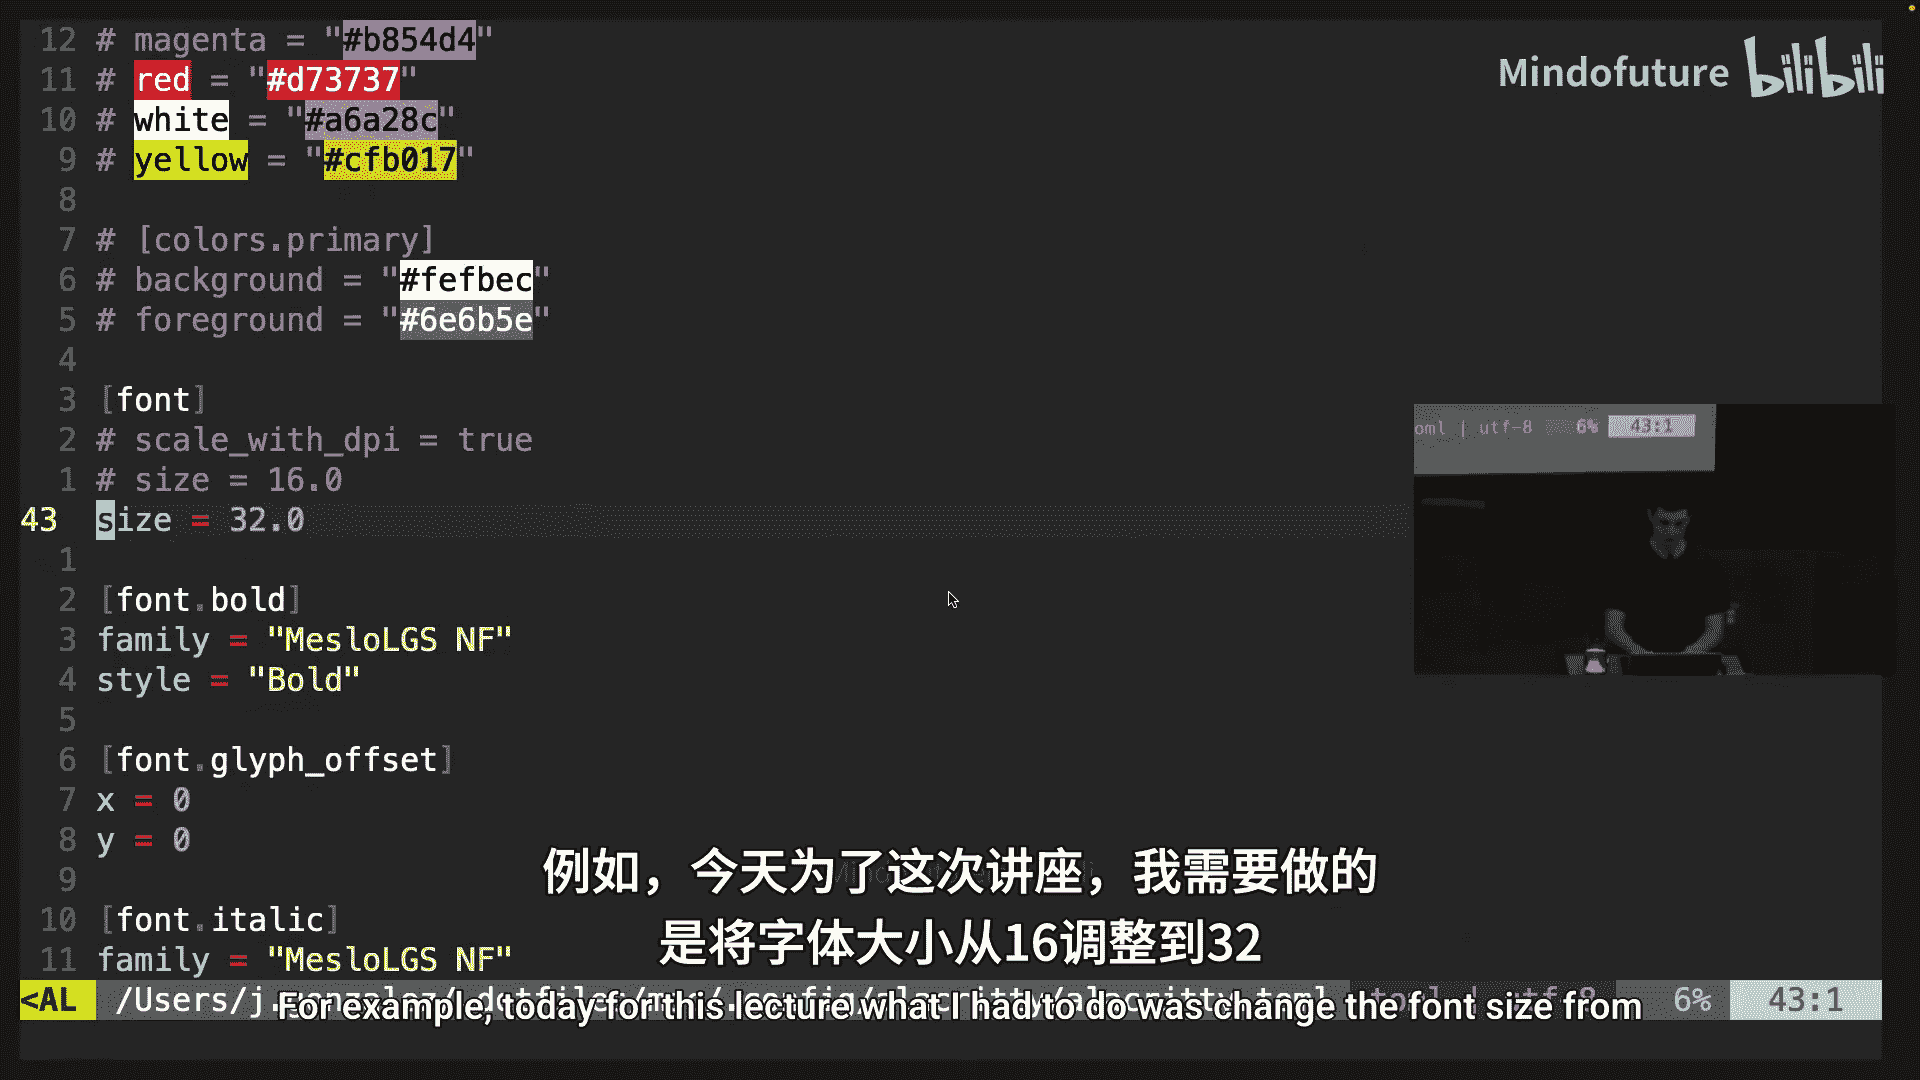 12 # magenta = "#b854d4"
11 # red = "#d73737"
10 # white = "#a6a28c"
9 # yellow = "#cfb017"
8
7 # [colors.primary]
6 # background = "#fefbec"
5 # foreground = "#6e6b5e"
4
3 [font]
2 # scale_with_dpi = true
1 # size = 16.0
43 size = 32.0
1
2 [font.bold]
3 family = "MesloLGS NF"
4 style = "Bold"
5
6 [font.glyph_offset]
7 x = 0
8 y = 0
9
10 [font.italic]
11 family = "MesloLGS NF"
Mindofuture bilibili
oml | utf-8 6% 43:1
例如，今天为了这次讲座，我需要做的
是将字体大小从16调整到32
<AL /Users/j. 6% 43:1
For example, today for this lecture what I had to do was change the font size from